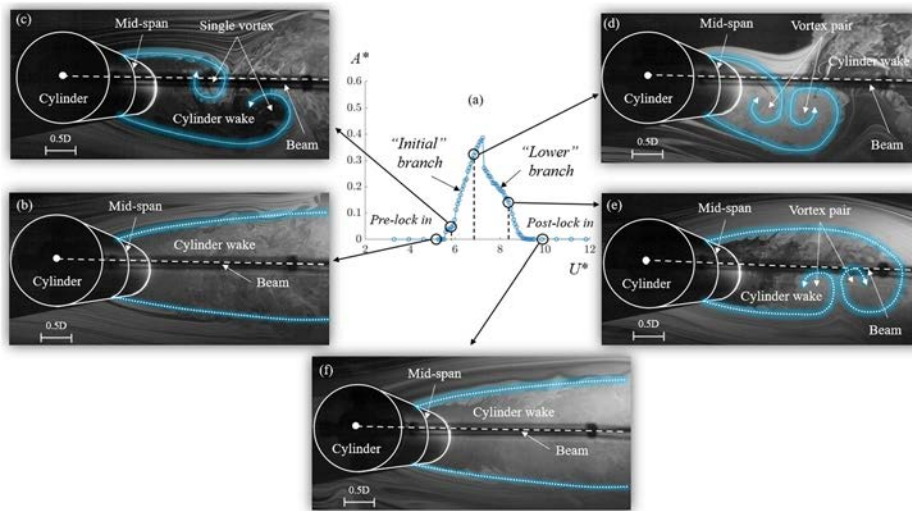 (c)
Mid-span
Single vortex
Cylinder
Cylinder wake
Beam
0.5D
A*
0.6
0.5
0.4
0.3
0.2
0.1
0
(a)
"Initial"
branch
"Lower"
branch
Pre-lock in
Post-lock in
2
6
8
10
12
U*
(d)
Mid-span
Vortex pair
Cylinder wake
Cylinder
Beam
0.5D
(b)
Mid-span
Cylinder wake
Cylinder
Beam
0.5D
(e)
Mid-span
Vortex pair
Cylinder
Cylinder wake
Beam
0.5D
(f)
Mid-span
Cylinder wake
Cylinder
Beam
0.5D